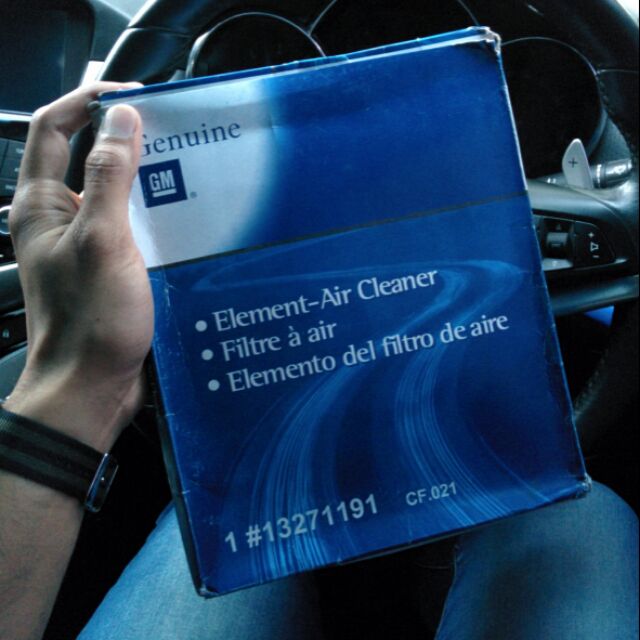 Genuine
GM ®
• Element-Air Cleaner
• Filtre à air
• Elemento del filtro de aire
1 #13271191 CF.021
+